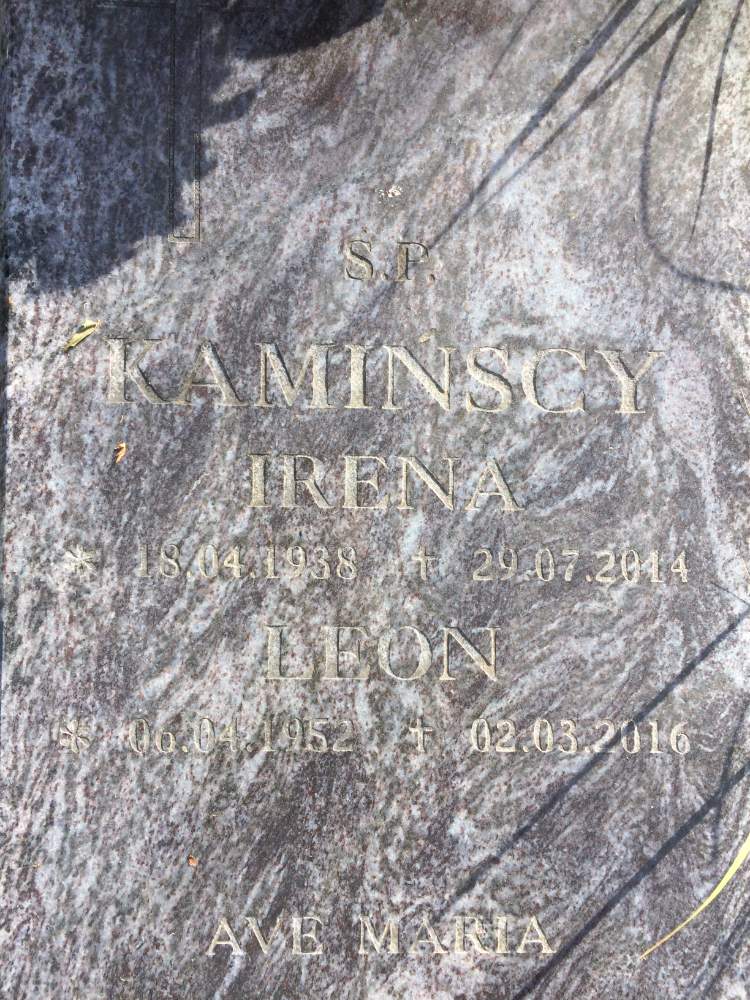 Ś.P.
KAMIŃSCY
IRENA
* 18.04.1938 ✝ 29.07.2014
LEON
* 06.04.1952 ✝ 02.03.2016
AVE MARIA